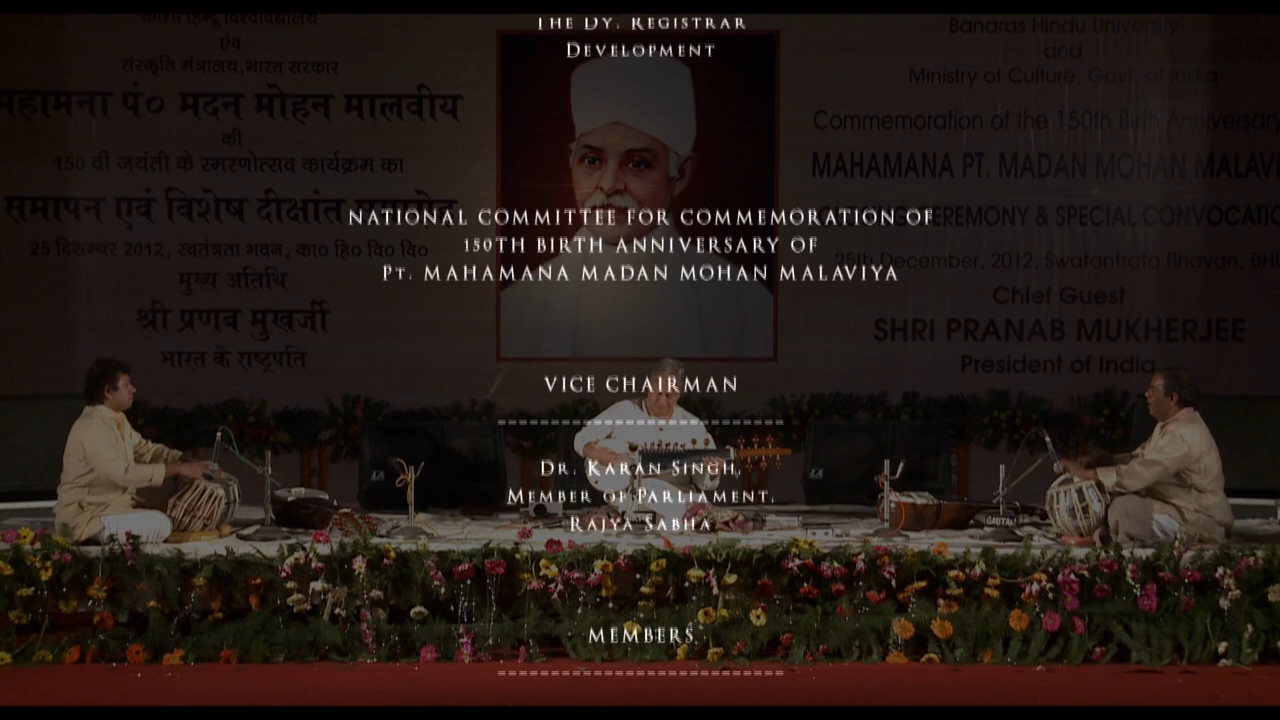 THE DY. REGISTRAR
DEVELOPMENT
NATIONAL COMMITTEE FOR COMMEMORATION OF
150TH BIRTH ANNIVERSARY OF
PT. MAHAMANA MADAN MOHAN MALAVIYA
VICE CHAIRMAN
===========================
DR. KARAN SINGH,
MEMBER OF PARLIAMENT,
RAJYA SABHA
MEMBERS
===========================
काशी हिन्दू विश्वविद्यालय
एंव
संस्कृति मंत्रालय,भारत सरकार
महामना पं० मदन मोहन मालवीय
की
150 वीं जयंती के स्मरणोत्सव कार्यक्रम का
समापन एवं विशेष दीक्षांत
25 दिसम्बर 2012, स्वतंत्रता भवन, का० हि० वि० वि०
मुख्य अतिथि
श्री प्रणब मुखर्जी
भारत के राष्ट्रपति
Banaras Hindu University
and
Ministry of Culture, Govt. of India
Commemoration of the 150th Birth Anniversary
MAHAMANA PT. MADAN MOHAN MALAV
CEREMONY & SPECIAL CONVOCATIO
25th December, 2012, Swatantrata Bhavan, BH
Chief Guest
SHRI PRANAB MUKHERJEE
President of India
GAUTAM